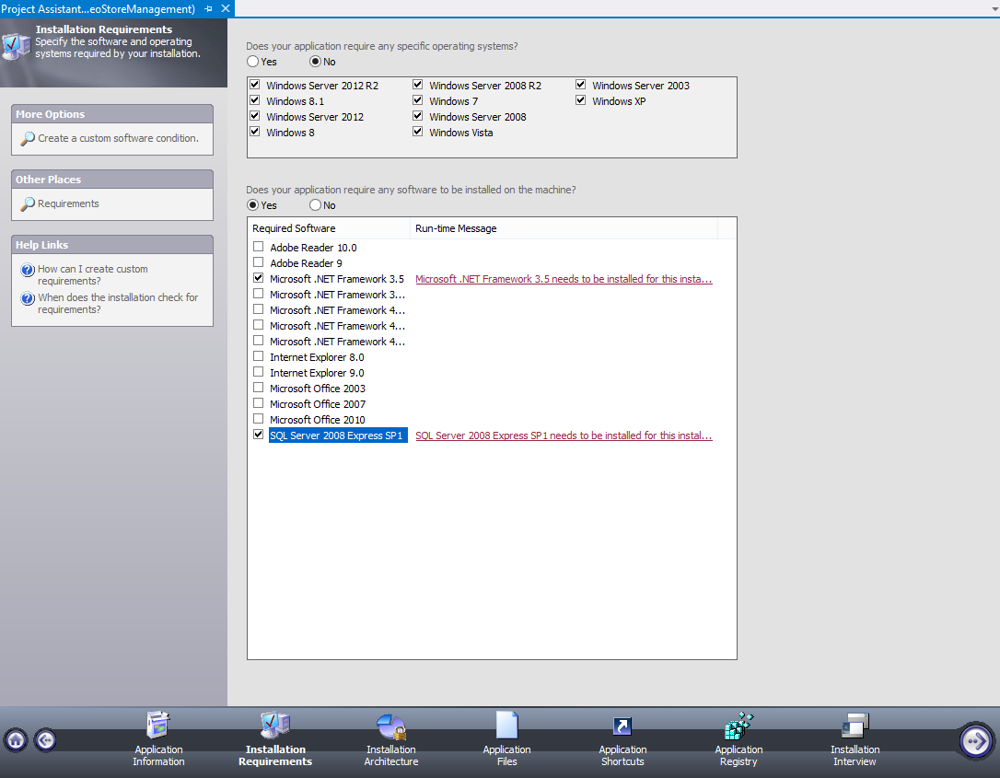 Project Assistant...eoStoreManagement)
Installation Requirements
Specify the software and operating
systems required by your installation.
More Options
Create a custom software condition.
Other Places
Requirements
Help Links
How can I create custom
requirements?
When does the installation check for
requirements?
Does your application require any specific operating systems?
Yes No
Windows Server 2012 R2 Windows Server 2008 R2 Windows Server 2003
Windows 8.1 Windows 7 Windows XP
Windows Server 2012 Windows Server 2008
Windows 8 Windows Vista
Does your application require any software to be installed on the machine?
Yes No
Required Software Run-time Message
Adobe Reader 10.0
Adobe Reader 9
Microsoft .NET Framework 3.5 Microsoft .NET Framework 3.5 needs to be installed for this insta...
Microsoft .NET Framework 3...
Microsoft .NET Framework 4...
Microsoft .NET Framework 4...
Microsoft .NET Framework 4...
Internet Explorer 8.0
Internet Explorer 9.0
Microsoft Office 2003
Microsoft Office 2007
Microsoft Office 2010
SQL Server 2008 Express SP1 SQL Server 2008 Express SP1 needs to be installed for this instal...
Application Information
Installation Requirements
Installation Architecture
Application Files
Application Shortcuts
Application Registry
Installation Interview